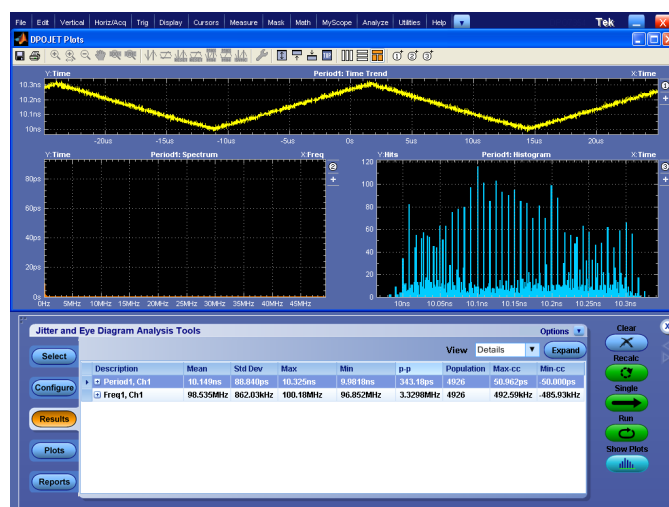 File Edit Vertical Horiz/Acq Trig Display Cursors Measure Mask Math MyScope Analyze Utilities Help Tek
DPOJET Plots
Y:Time Period1: Time Trend X:Time
10.3ns
10.2ns
10.1ns
10ns
-20us -15us -10us -5us 0s 5us 10us 15us 20us
Y:Time Period1: Spectrum X:Freq
80ps
60ps
40ps
20ps
0s
0Hz 5MHz 10MHz 15MHz 20MHz 25MHz 30MHz 35MHz 40MHz 45MHz
Y:Hits Period1: Histogram X:Time
120
100
80
60
40
20
0
10ns 10.05ns 10.1ns 10.15ns 10.2ns 10.25ns 10.3ns
Jitter and Eye Diagram Analysis Tools Options
View Details Expand
Select
Configure
Results
Plots
Reports
Description Mean Std Dev Max Min p-p Population Max-cc Min-cc
Period1, Ch1 10.149ns 88.840ps 10.325ns 9.9818ns 343.18ps 4926 50.962ps -50.000ps
Freq1, Ch1 98.535MHz 862.03kHz 100.18MHz 96.852MHz 3.3298MHz 4926 492.59kHz -485.93kHz
Clear
Recalc
Single
Run
Show Plots